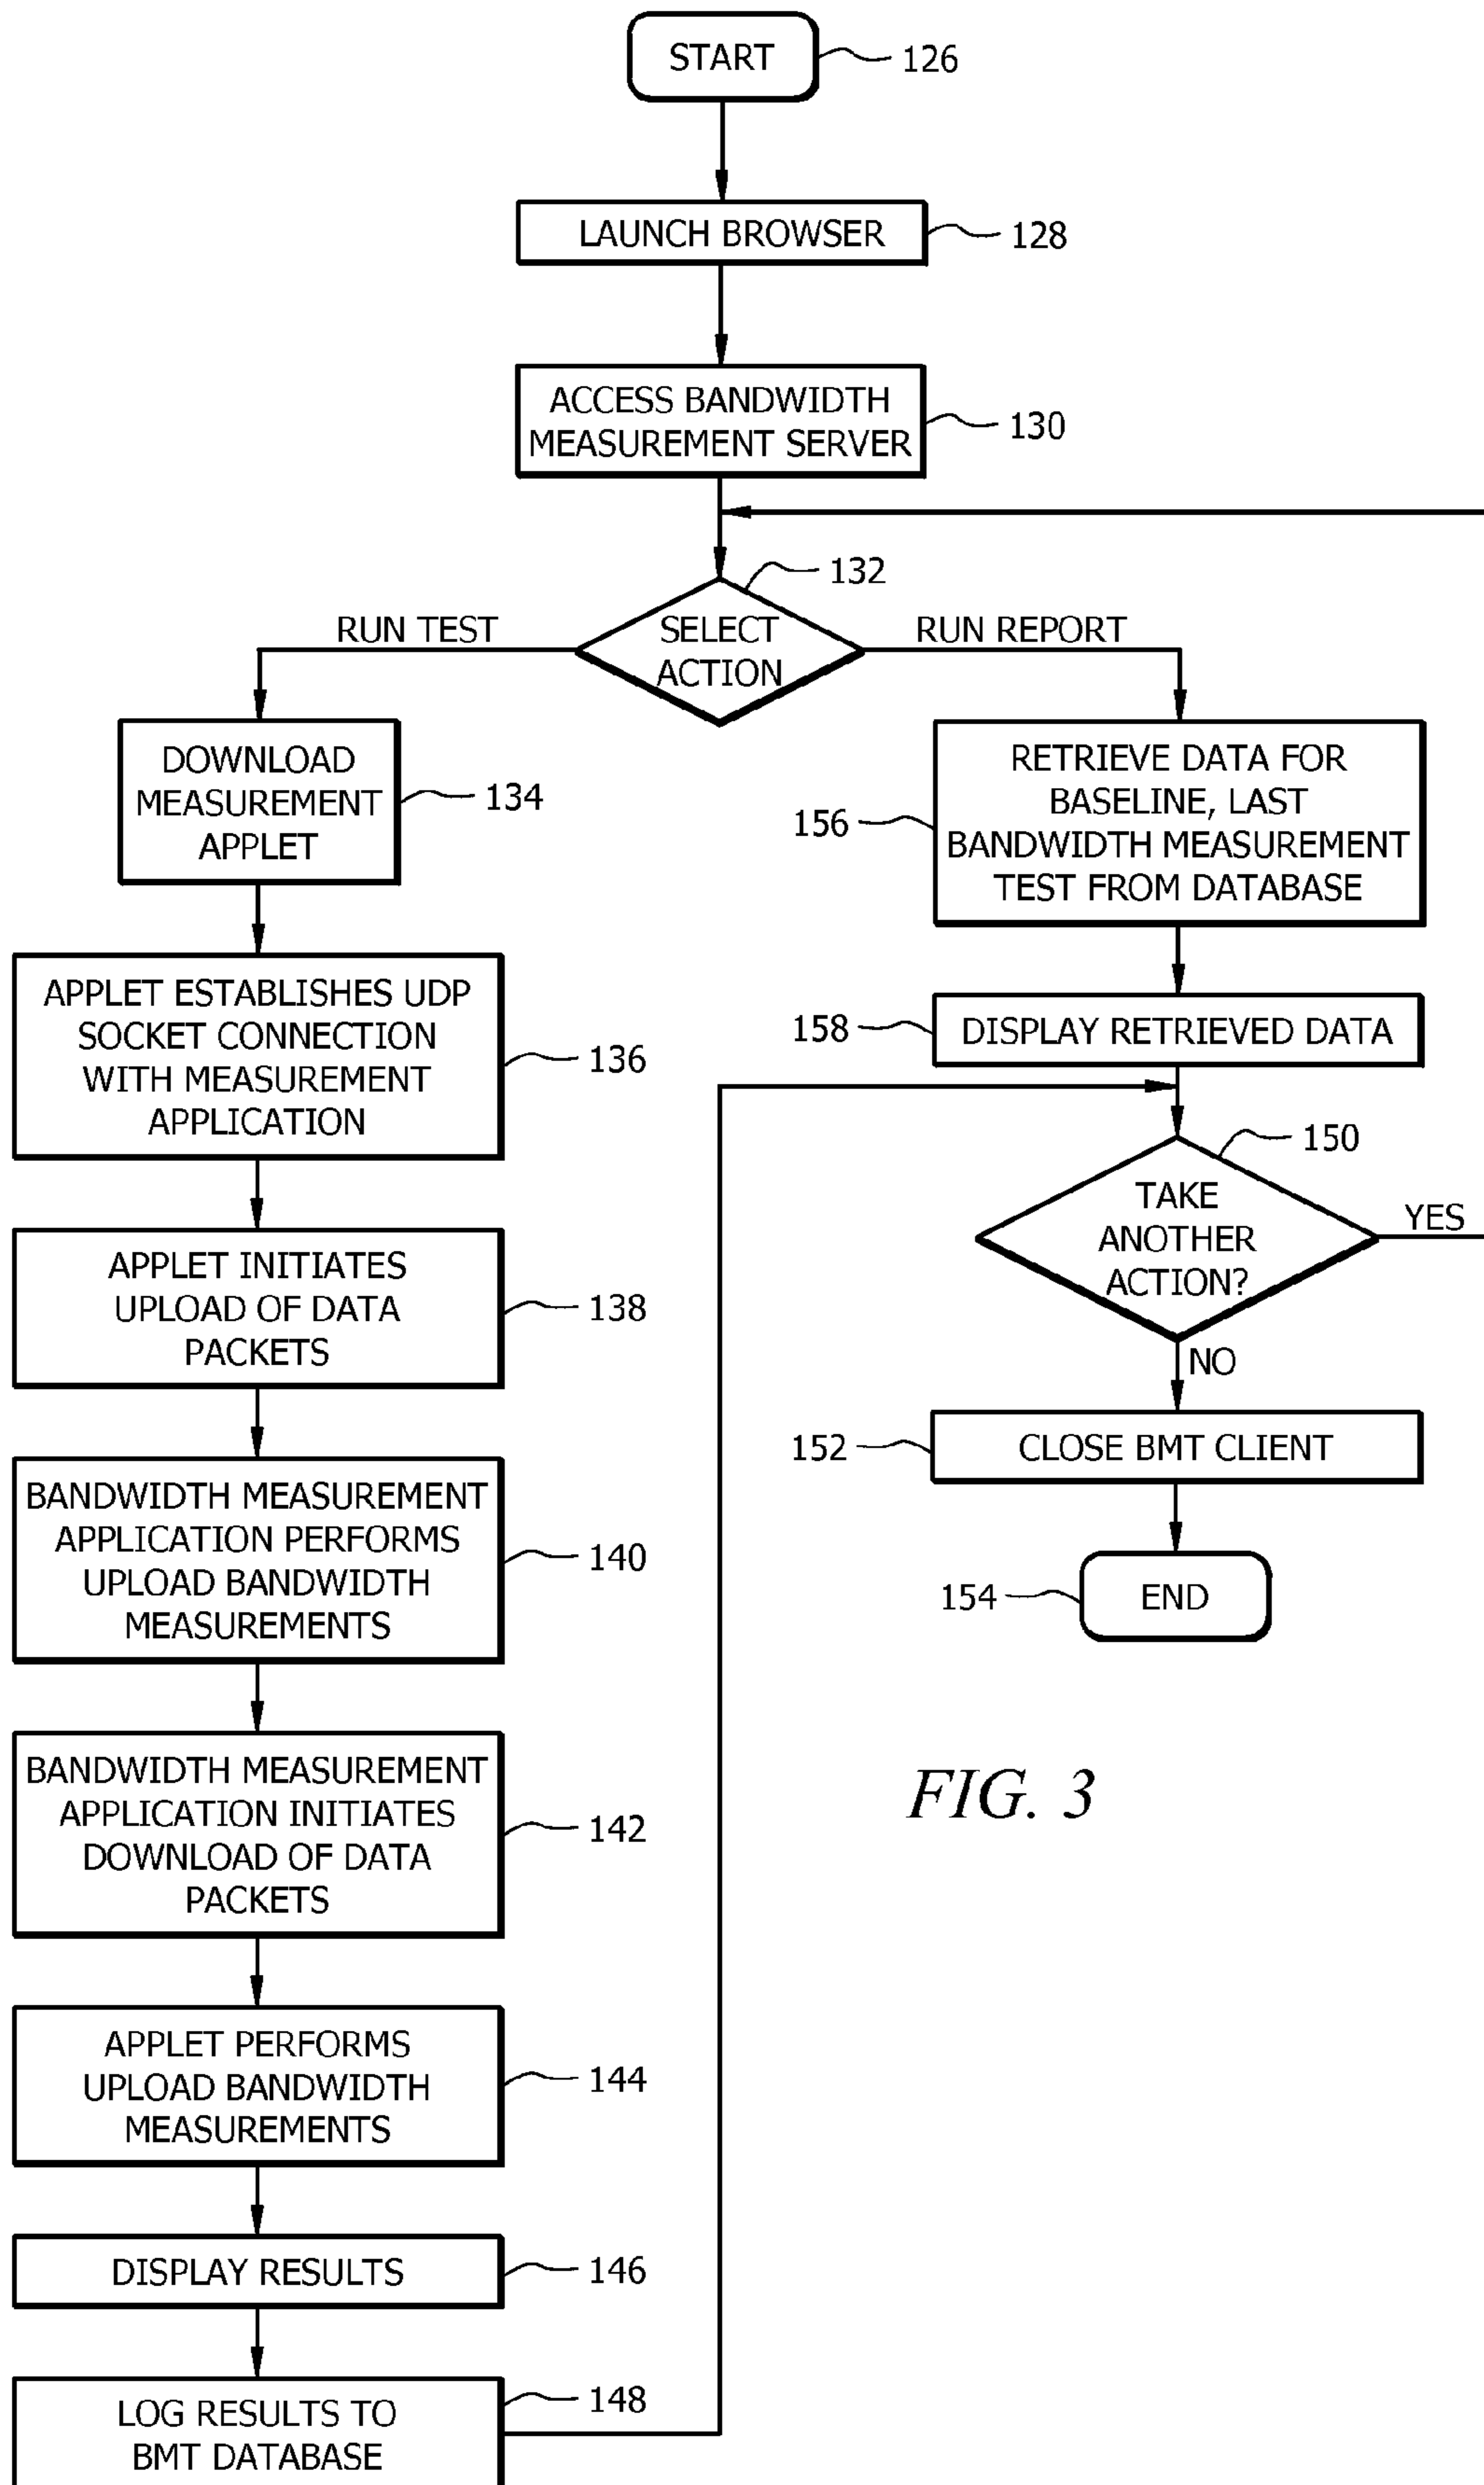 START
126
LAUNCH BROWSER
128
ACCESS BANDWIDTH
MEASUREMENT SERVER
130
132
SELECT
ACTION
RUN TEST
RUN REPORT
DOWNLOAD
MEASUREMENT
APPLET
134
APPLET ESTABLISHES UDP
SOCKET CONNECTION
WITH MEASUREMENT
APPLICATION
136
APPLET INITIATES
UPLOAD OF DATA
PACKETS
138
BANDWIDTH MEASUREMENT
APPLICATION PERFORMS
UPLOAD BANDWIDTH
MEASUREMENTS
140
BANDWIDTH MEASUREMENT
APPLICATION INITIATES
DOWNLOAD OF DATA
PACKETS
142
APPLET PERFORMS
UPLOAD BANDWIDTH
MEASUREMENTS
144
DISPLAY RESULTS
146
LOG RESULTS TO
BMT DATABASE
148
RETRIEVE DATA FOR
BASELINE, LAST
BANDWIDTH MEASUREMENT
TEST FROM DATABASE
156
DISPLAY RETRIEVED DATA
158
150
TAKE
ANOTHER
ACTION?
YES
NO
CLOSE BMT CLIENT
152
END
154
FIG. 3